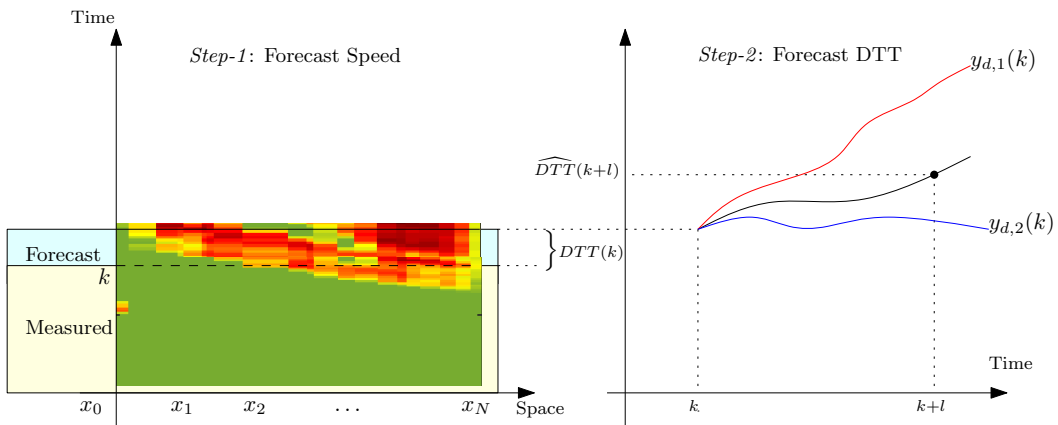 Time
Step-1: Forecast Speed
Forecast
k
Measured
x_0
x_1
x_2
...
x_N
Space
Step-2: Forecast DTT
y_{d,1}(k)
\widehat{DTT}(k+l)
DTT(k)
y_{d,2}(k)
Time
k.
k+l